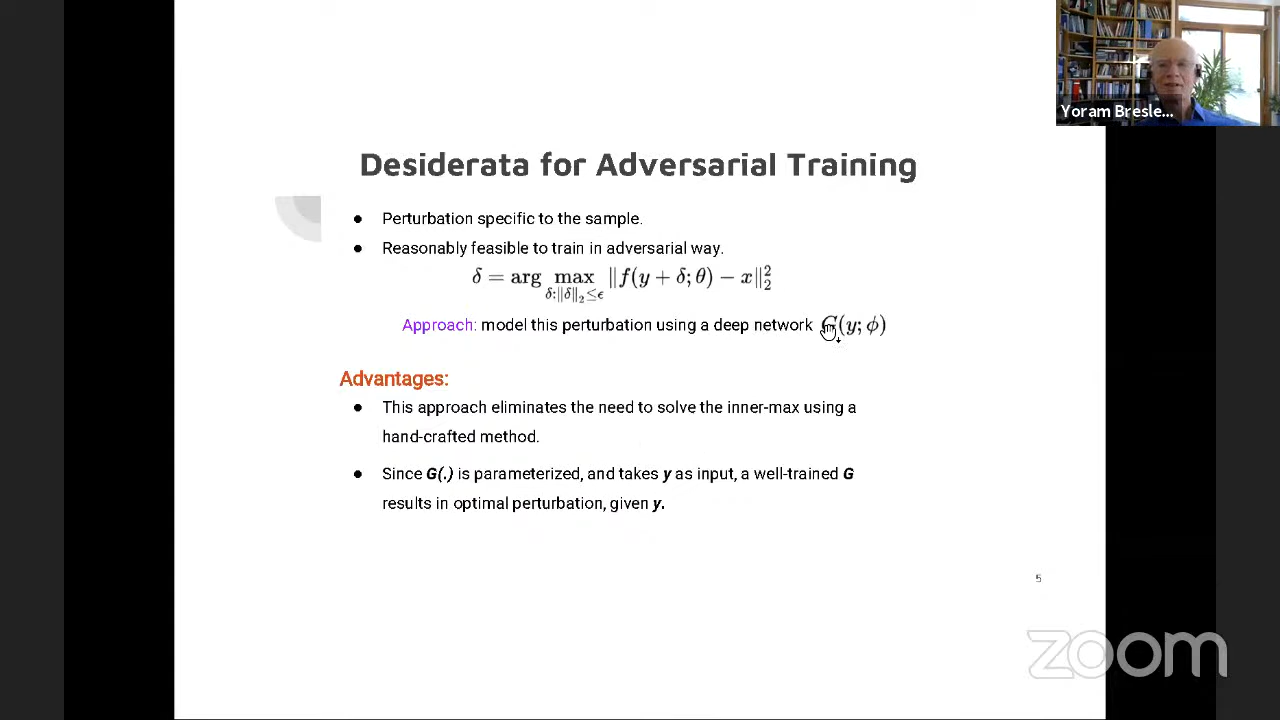 Yoram Bresle...
Desiderata for Adversarial Training
● Perturbation specific to the sample.
● Reasonably feasible to train in adversarial way.
δ = arg max_{δ:‖δ‖₂≤ϵ} ‖f(y + δ; θ) − x‖₂²
Approach: model this perturbation using a deep network G(y; ϕ)
Advantages:
● This approach eliminates the need to solve the inner-max using a
hand-crafted method.
● Since G(.) is parameterized, and takes y as input, a well-trained G
results in optimal perturbation, given y.
5
zoom